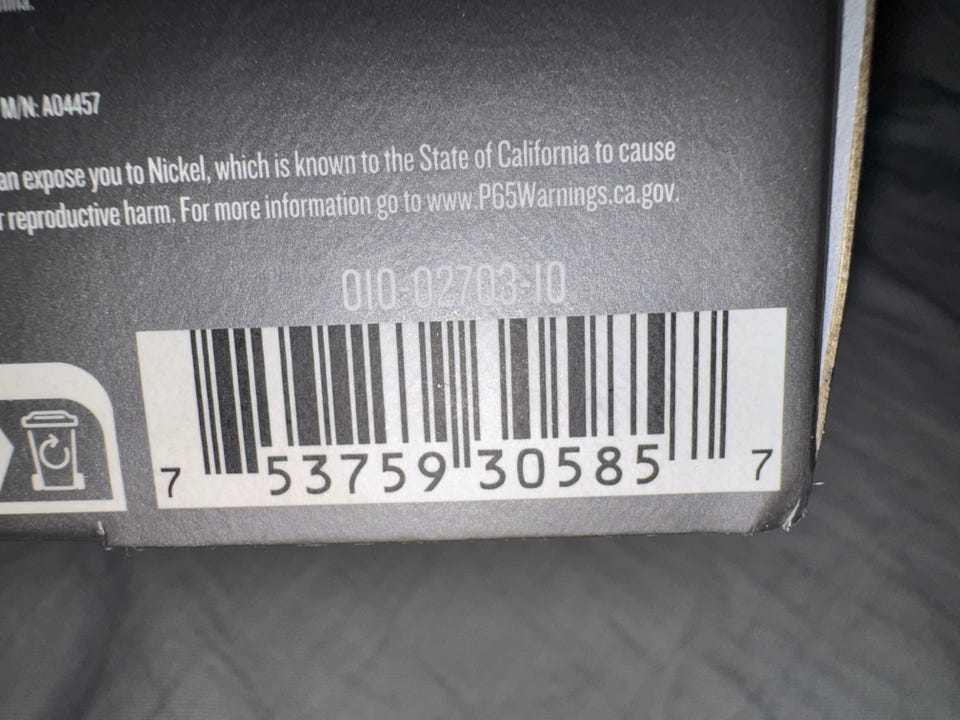 M/N: A04457
an expose you to Nickel, which is known to the State of California to cause
r reproductive harm. For more information go to www.P65Warnings.ca.gov.
010-02703-10
7 53759 30585 7